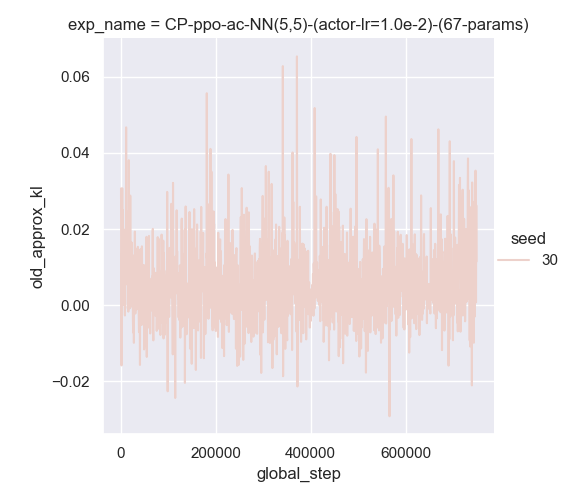 exp_name = CP-ppo-ac-NN(5,5)-(actor-lr=1.0e-2)-(67-params)
0.06
0.04
0.02
0.00
−0.02
old_approx_kl
0
200000
400000
600000
global_step
seed
30